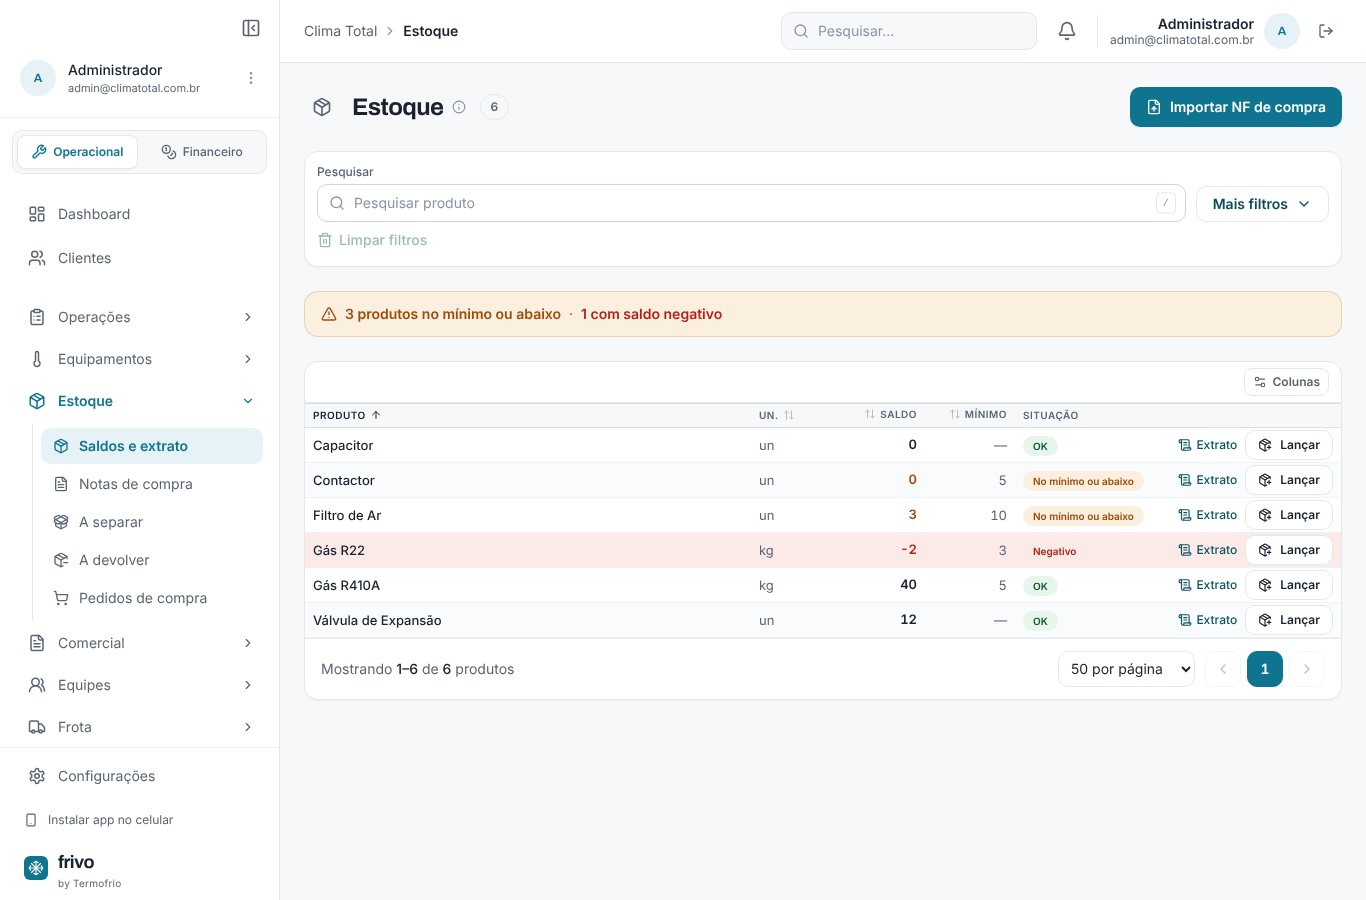 A
Administrador
admin@climatotal.com.br
Operacional
Financeiro
Dashboard
Clientes
Operações
Equipamentos
Estoque
Saldos e extrato
Notas de compra
A separar
A devolver
Pedidos de compra
Comercial
Equipes
Frota
Configurações
Instalar app no celular
frivo
by Termofrio
Clima Total > Estoque
Pesquisar...
Administrador
admin@climatotal.com.br
A
Estoque 6
Importar NF de compra
Pesquisar
Pesquisar produto /
Mais filtros
Limpar filtros
3 produtos no mínimo ou abaixo · 1 com saldo negativo
Colunas
PRODUTO UN. SALDO MÍNIMO SITUAÇÃO
Capacitor un 0 — OK Extrato Lançar
Contactor un 0 5 No mínimo ou abaixo Extrato Lançar
Filtro de Ar un 3 10 No mínimo ou abaixo Extrato Lançar
Gás R22 kg -2 3 Negativo Extrato Lançar
Gás R410A kg 40 5 OK Extrato Lançar
Válvula de Expansão un 12 — OK Extrato Lançar
Mostrando 1–6 de 6 produtos
50 por página
1